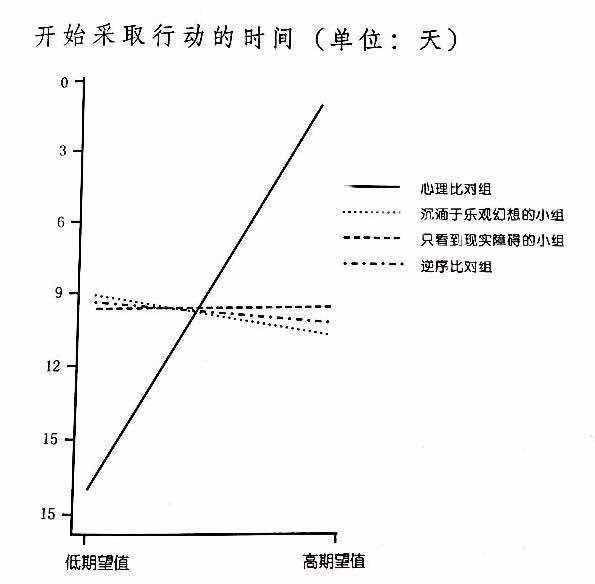 开始采取行动的时间（单位：天）
0
3
6
9
12
15
15
心理比对组
沉湎于乐观幻想的小组
只看到现实障碍的小组
逆序比对组
低期望值
高期望值